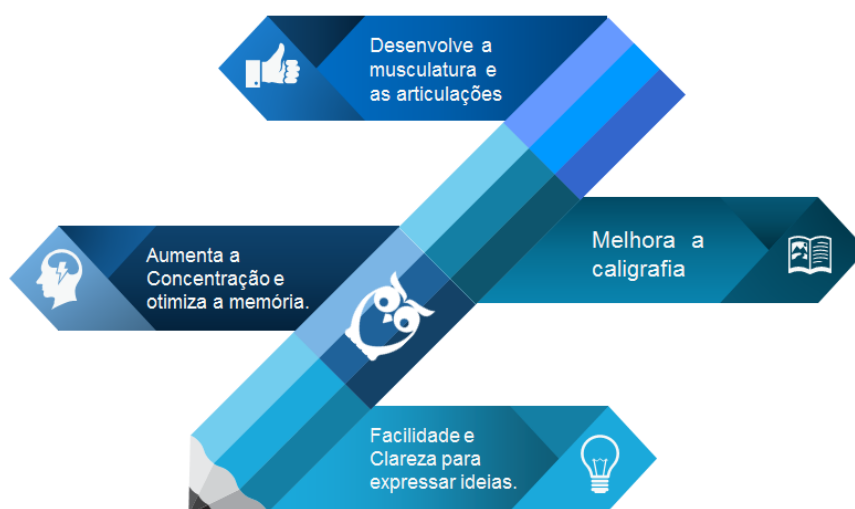 Desenvolve a
musculatura e
as articulações
Aumenta a
Concentração e
otimiza a memória.
Melhora a
caligrafia
Facilidade e
Clareza para
expressar ideias.